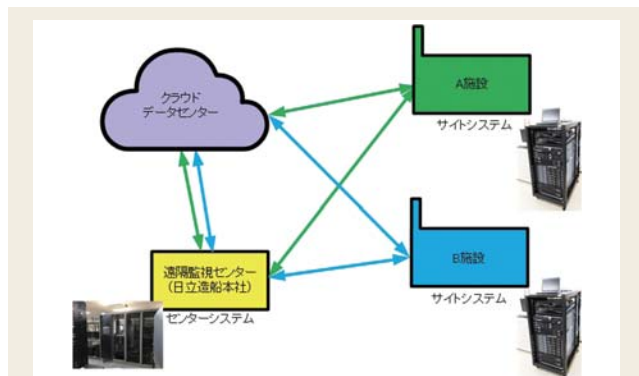 クラウド
データセンター
A施設
サイトシステム
遠隔監視センター
(日立造船本社)
センターシステム
B施設
サイトシステム